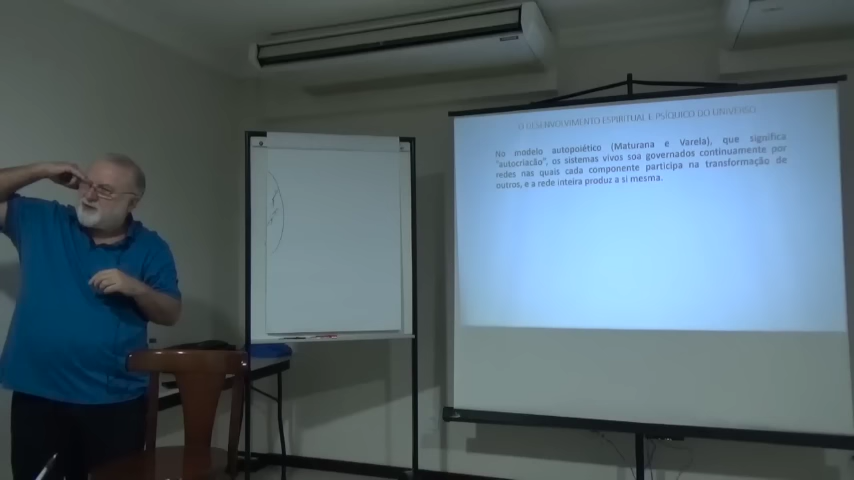 O DESENVOLVIMENTO ESPIRITUAL E PSÍQUICO DO UNIVERSO
No modelo autopoiético (Maturana e Varela), que significa
"autocriação", os sistemas vivos soa governados continuamente por
redes nas quais cada componente participa na transformação de
outros, e a rede inteira produz a si mesma.